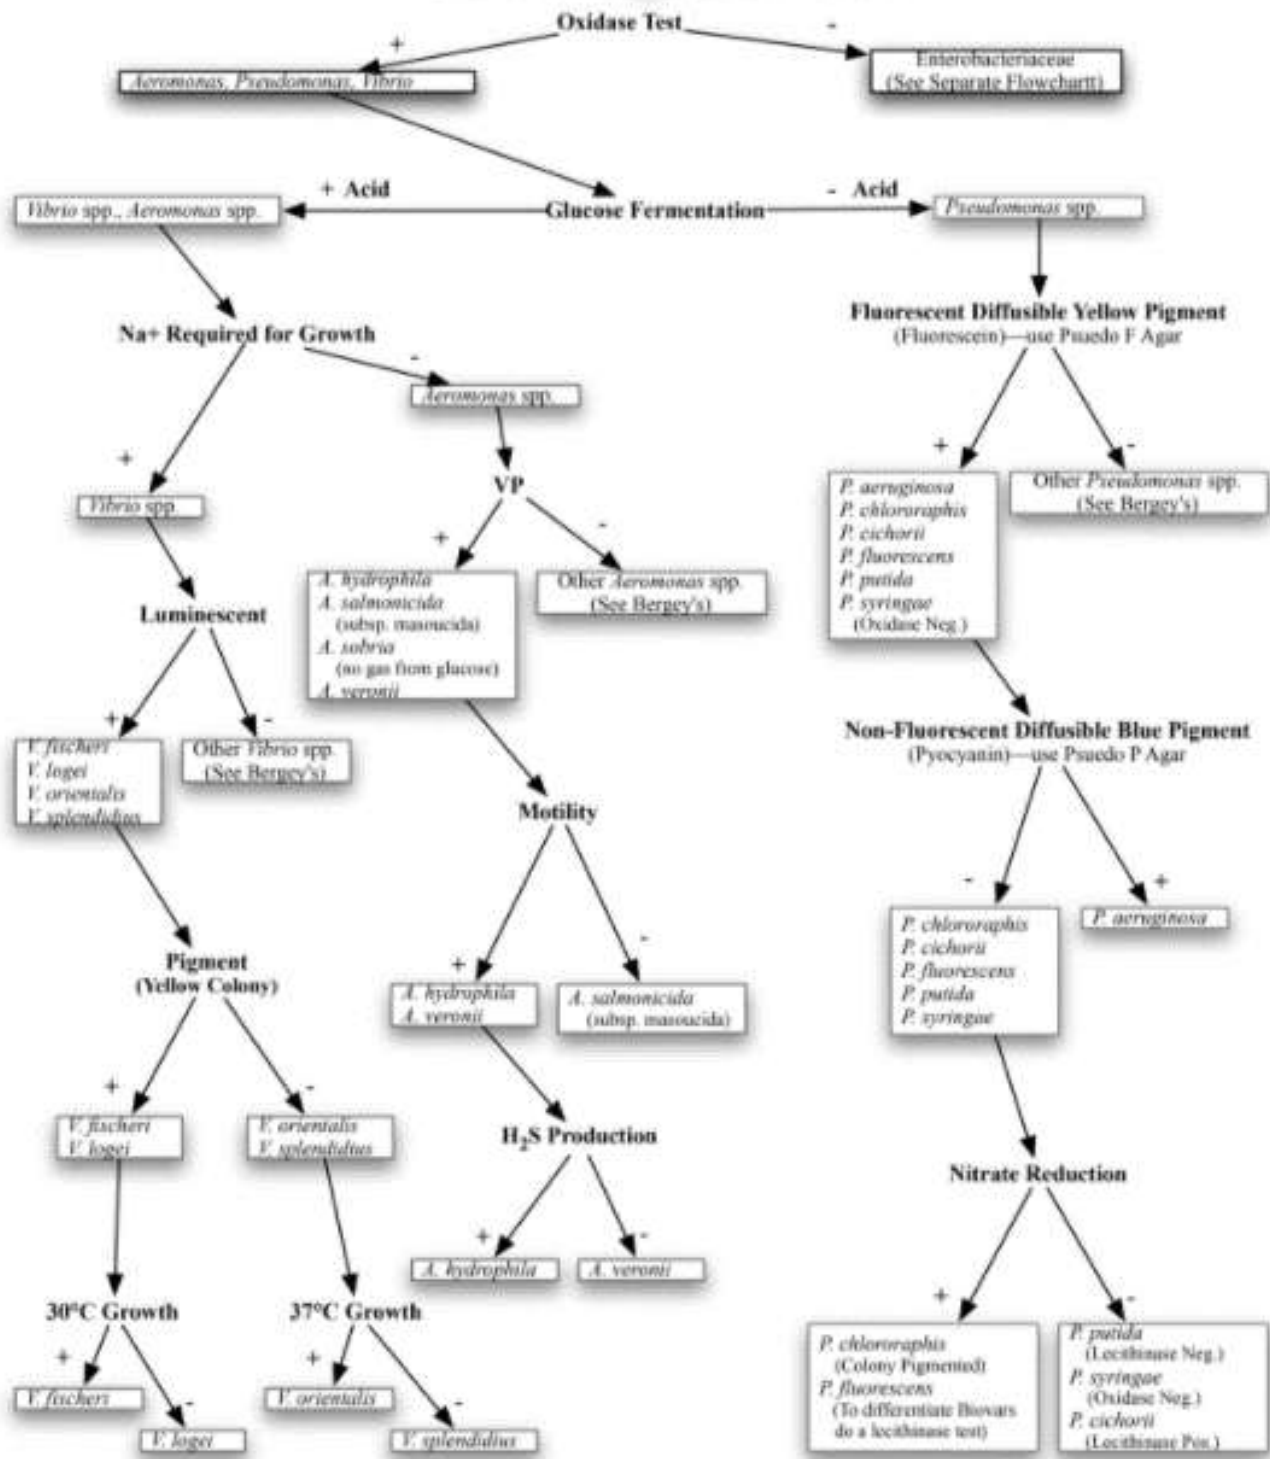 Oxidase Test
+
-
Aeromonas, Pseudomonas, Vibrio
Enterobacteriaceae
(See Separate Flowchartt)
+ Acid
- Acid
Vibrio spp., Aeromonas spp.
Glucose Fermentation
Pseudomonas spp.
Na+ Required for Growth
-
+
Aeromonas spp.
Vibrio spp.
Fluorescent Diffusible Yellow Pigment
(Fluorescein)—use Psuedo F Agar
+
-
P. aeruginosa
P. chlororaphis
P. cichorii
P. fluorescens
P. putida
P. syringae
(Oxidase Neg.)
Other Pseudomonas spp.
(See Bergey's)
VP
+
-
A. hydrophila
A. salmonicida
(subsp. masoucida)
A. sobria
(no gas from glucose)
A. veronii
Other Aeromonas spp.
(See Bergey's)
Luminescent
+
-
V. fischeri
V. logei
V. orientalis
V. splendidius
Other Vibrio spp.
(See Bergey's)
Non-Fluorescent Diffusible Blue Pigment
(Pyocyanin)—use Psuedo P Agar
-
+
P. chlororaphis
P. cichorii
P. fluorescens
P. putida
P. syringae
P. aeruginosa
Motility
+
-
A. hydrophila
A. veronii
A. salmonicida
(subsp. masoucida)
Pigment
(Yellow Colony)
+
-
V. fischeri
V. logei
V. orientalis
V. splendidius
H2S Production
+
-
A. hydrophila
A. veronii
Nitrate Reduction
+
-
P. chlororaphis
(Colony Pigmented)
P. fluorescens
(To differentiate Biovars
do a lecithinase test)
P. putida
(Lecithinase Neg.)
P. syringae
(Oxidase Neg.)
P. cichorii
(Lecithinase Pos.)
30°C Growth
+
-
V. fischeri
V. logei
37°C Growth
+
-
V. orientalis
V. splendidius